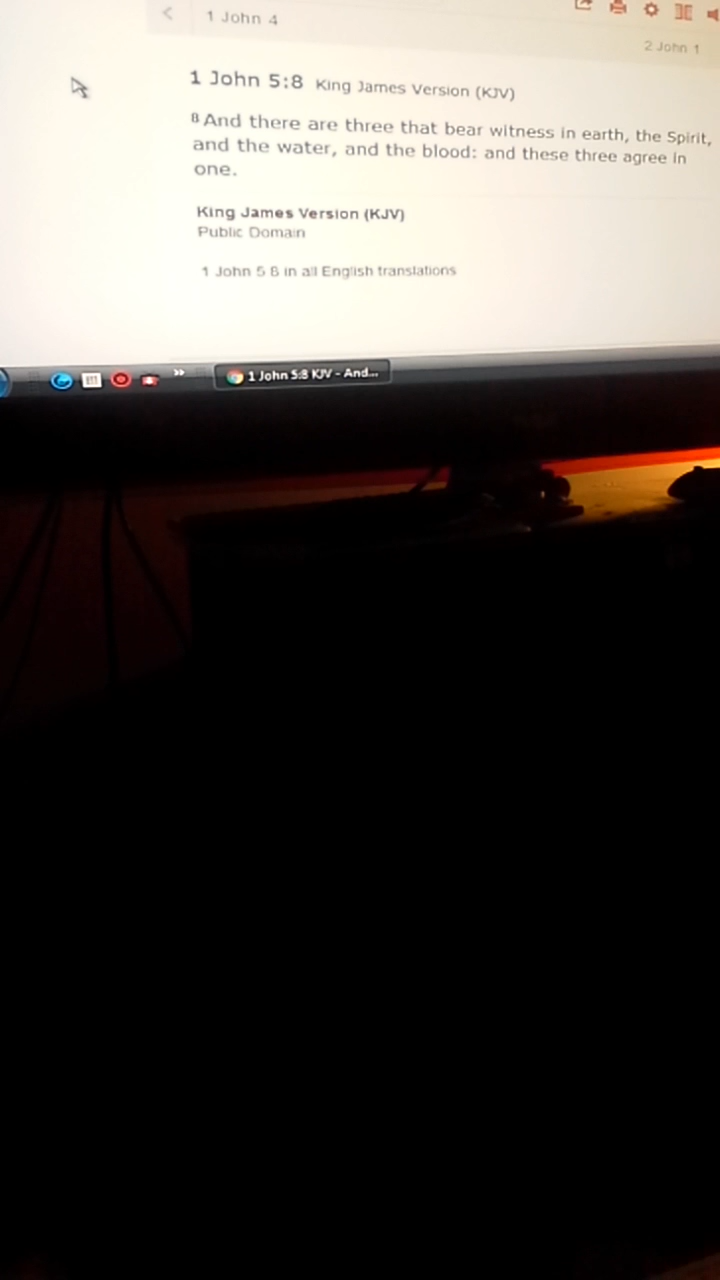 1 John 4
2 John 1
1 John 5:8 King James Version (KJV)
8 And there are three that bear witness in earth, the Spirit,
and the water, and the blood: and these three agree in
one.
King James Version (KJV)
Public Domain
1 John 5 8 in all English translations
1 John 5:8 KJV - And...